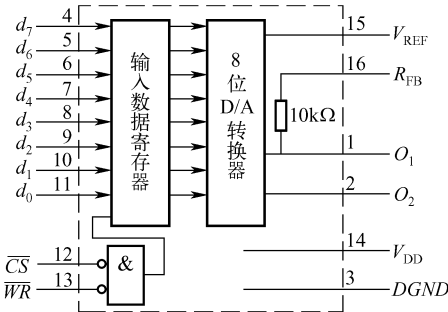 d7 4
d6 5
d5 6
d4 7
d3 8
d2 9
d1 10
d0 11
输入数据寄存器
8位D/A转换器
15 VREF
16 RFB
10kΩ
1 O1
2 O2
C̅S̅ 12
W̅R̅ 13
&
14 VDD
3 DGND